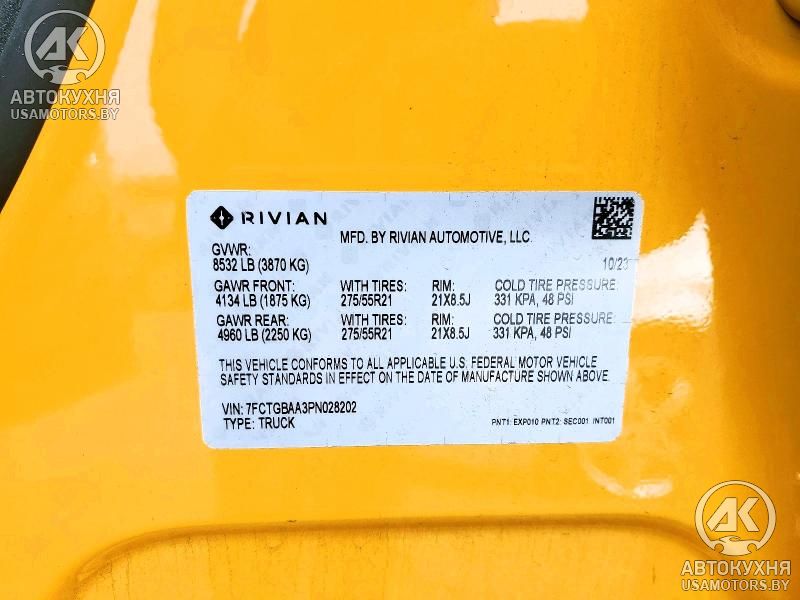 AK
АВТОКУХНЯ
USAMOTORS.BY
RIVIAN
MFD. BY RIVIAN AUTOMOTIVE, LLC.
GVWR:
8532 LB (3870 KG) 10/23
GAWR FRONT: WITH TIRES: RIM: COLD TIRE PRESSURE:
4134 LB (1875 KG) 275/55R21 21X8.5J 331 KPA, 48 PSI
GAWR REAR: WITH TIRES: RIM: COLD TIRE PRESSURE:
4960 LB (2250 KG) 275/55R21 21X8.5J 331 KPA, 48 PSI
THIS VEHICLE CONFORMS TO ALL APPLICABLE U.S. FEDERAL MOTOR VEHICLE
SAFETY STANDARDS IN EFFECT ON THE DATE OF MANUFACTURE SHOWN ABOVE.
VIN: 7FCTGBAA3PN028202
TYPE: TRUCK PNT1: EXP010 PNT2: SEC001 INT001
AK
АВТОКУХНЯ
USAMOTORS.BY